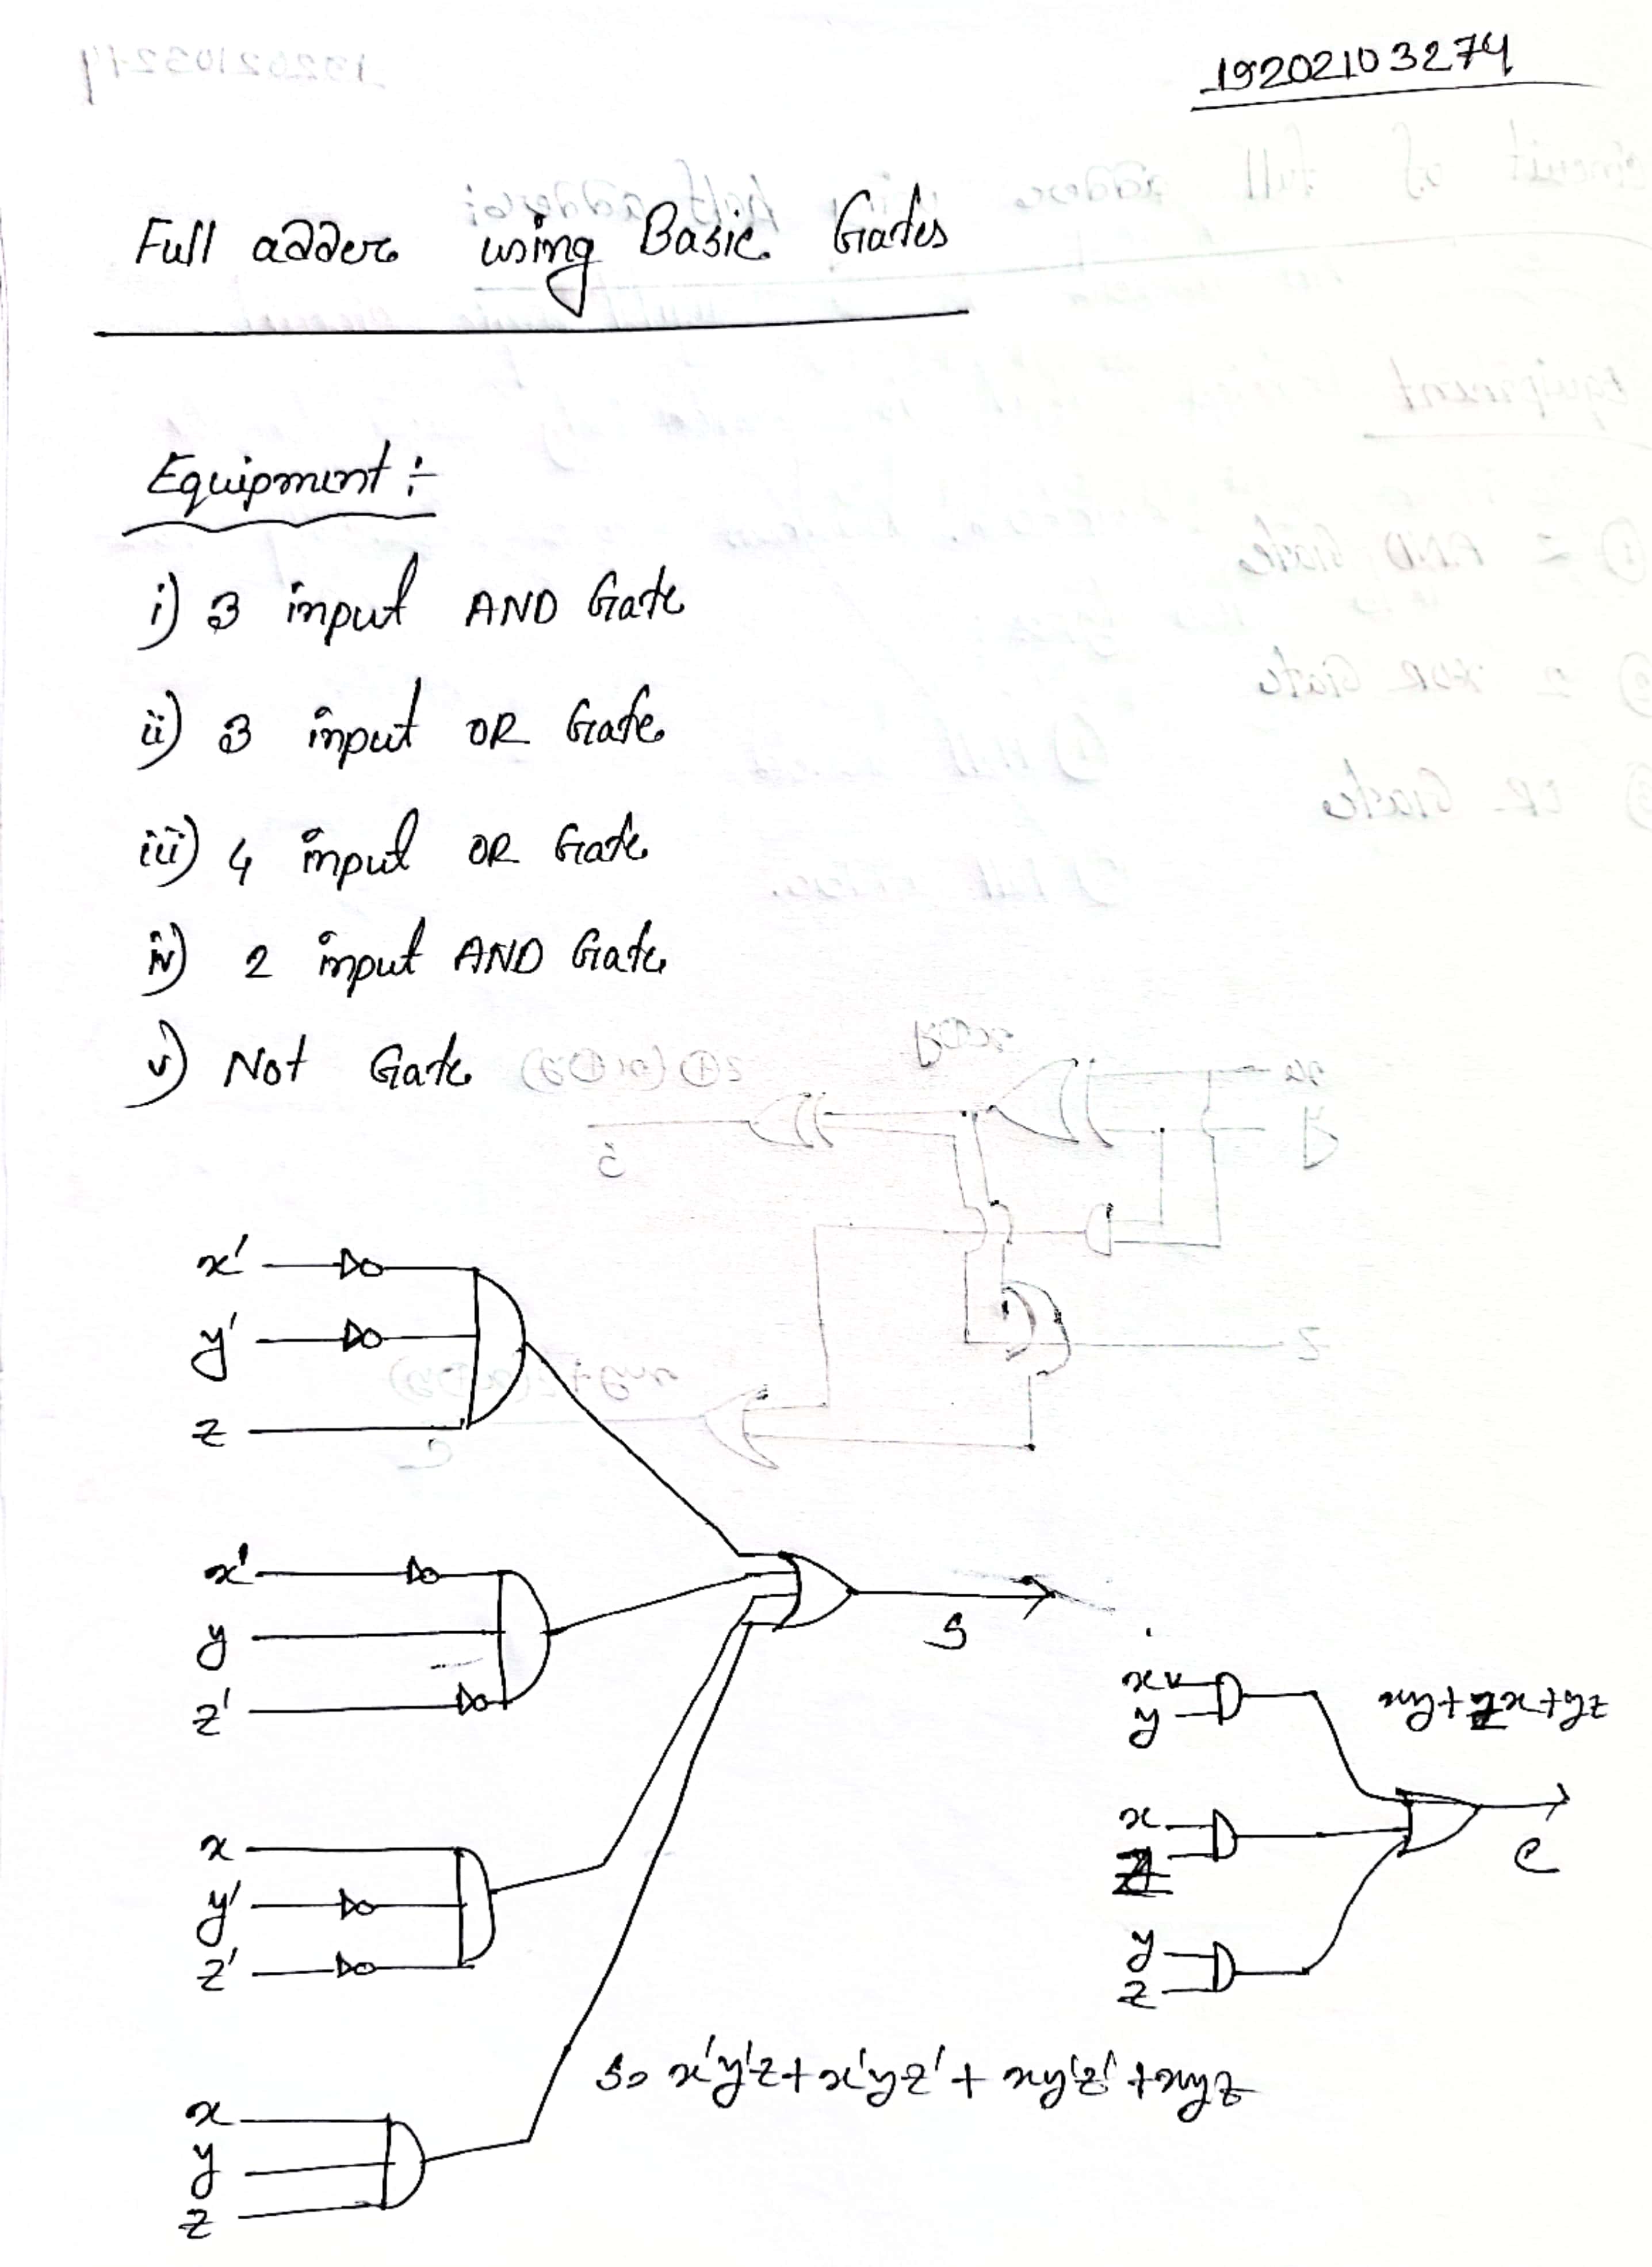 19202103274
Full adder using Basic Gates
Equipment :-
i) 3 input AND Gate
ii) 3 input OR Gate
iii) 4 input OR Gate
iv) 2 input AND Gate
v) Not Gate
x'
y'
z
x'
y
z'
S
x
y
xy+zx+yz
x
z
C
y
z
x
y'
z'
S= x'y'z+x'yz'+xy'z'+xyz
x
y
z